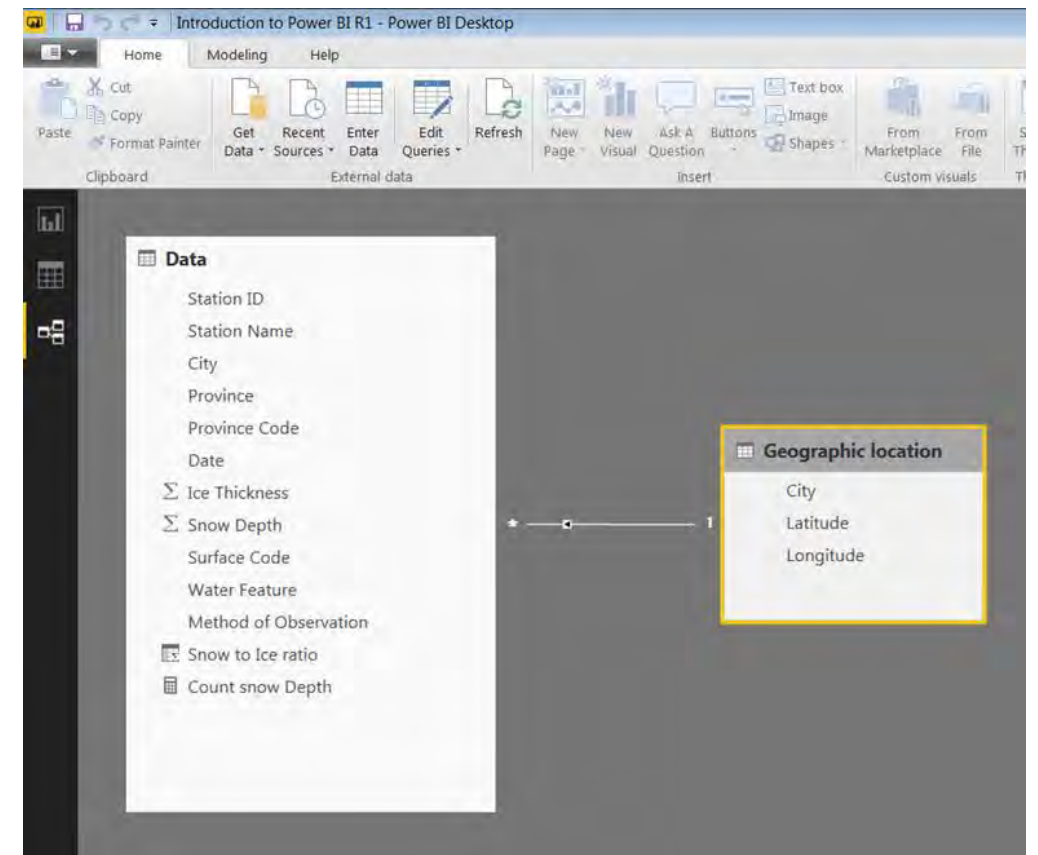 Introduction to Power BI R1 - Power BI Desktop
Home Modeling Help
Paste
Cut
Copy
Format Painter
Clipboard
Get Data
Recent Sources
Enter Data
Edit Queries
Refresh
External data
New Page
New Visual
Ask A Question
Buttons
Text box
Image
Shapes
Insert
From Marketplace
From File
Custom visuals
Data
Station ID
Station Name
City
Province
Province Code
Date
Σ Ice Thickness
Σ Snow Depth
Surface Code
Water Feature
Method of Observation
Snow to Ice ratio
Count snow Depth
* 1
Geographic location
City
Latitude
Longitude